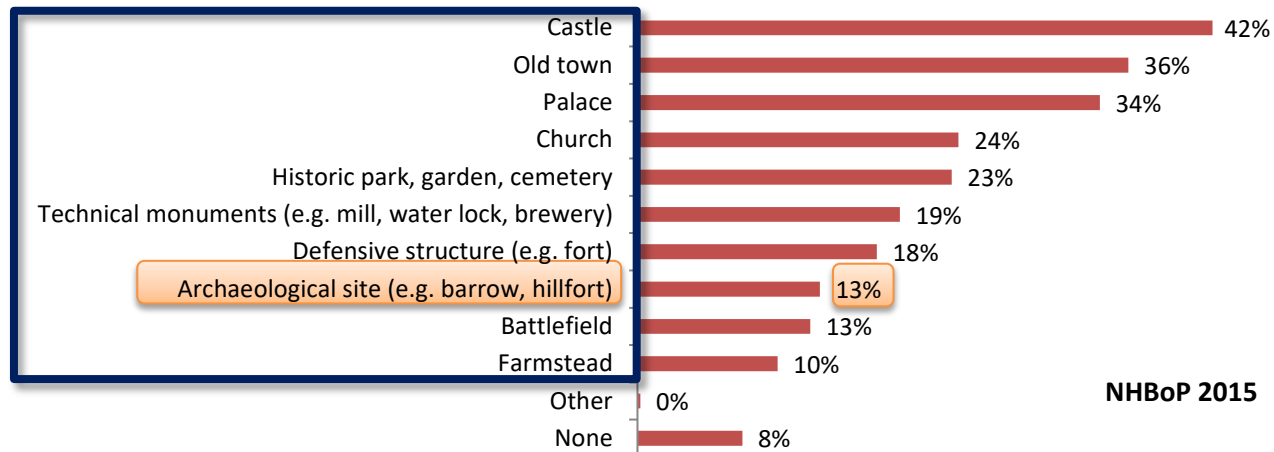 Castle 42%
Old town 36%
Palace 34%
Church 24%
Historic park, garden, cemetery 23%
Technical monuments (e.g. mill, water lock, brewery) 19%
Defensive structure (e.g. fort) 18%
Archaeological site (e.g. barrow, hillfort) 13%
Battlefield 13%
Farmstead 10%
Other 0%
NHBoP 2015
None 8%